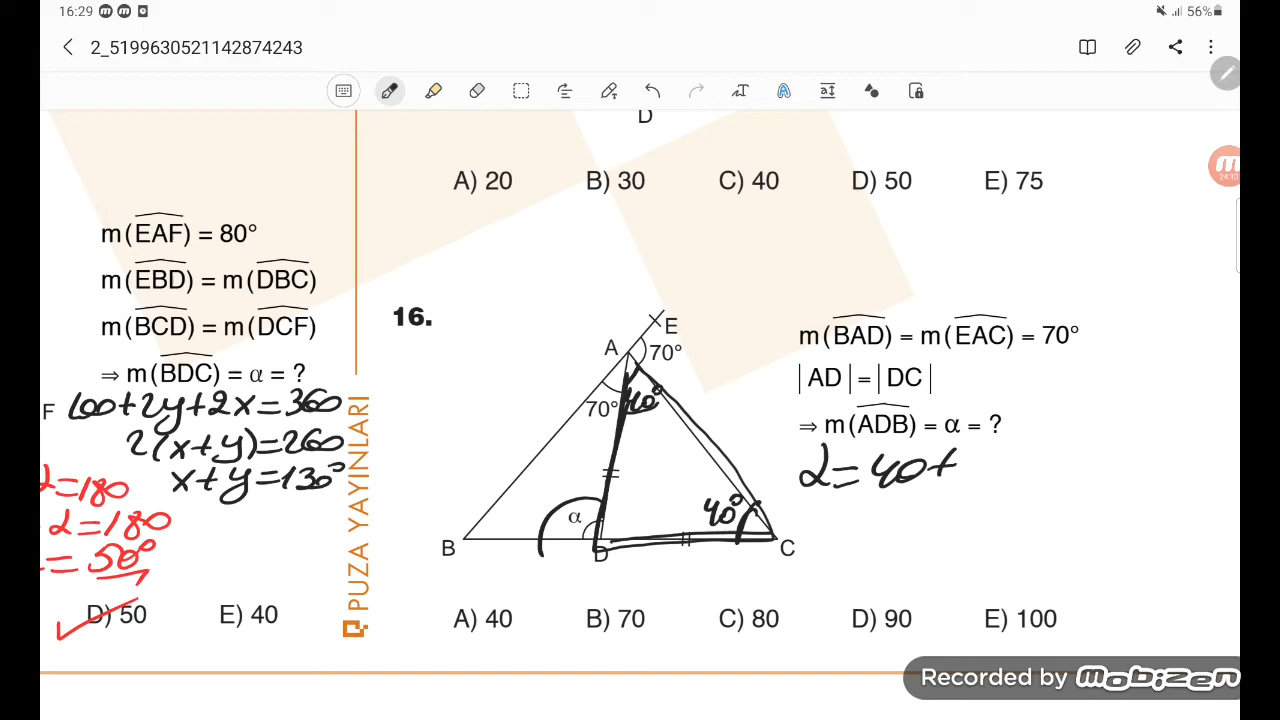 16:29
56%
2_5199630521142874243
D
A) 20 B) 30 C) 40 D) 50 E) 75
24:10
m(EAF) = 80°
m(EBD) = m(DBC)
m(BCD) = m(DCF)
⇒ m(BDC) = α = ?
F 100+2y+2x=360
2(x+y)=260
x+y=130°
=180
α=180
= 50°
D) 50 E) 40
PUZA YAYINLARI
16.
E
A 70°
70° 40°
40°
α
B D C
m(BAD) = m(EAC) = 70°
|AD| = |DC|
⇒ m(ADB) = α = ?
α=40+
A) 40 B) 70 C) 80 D) 90 E) 100
Recorded by mobizen